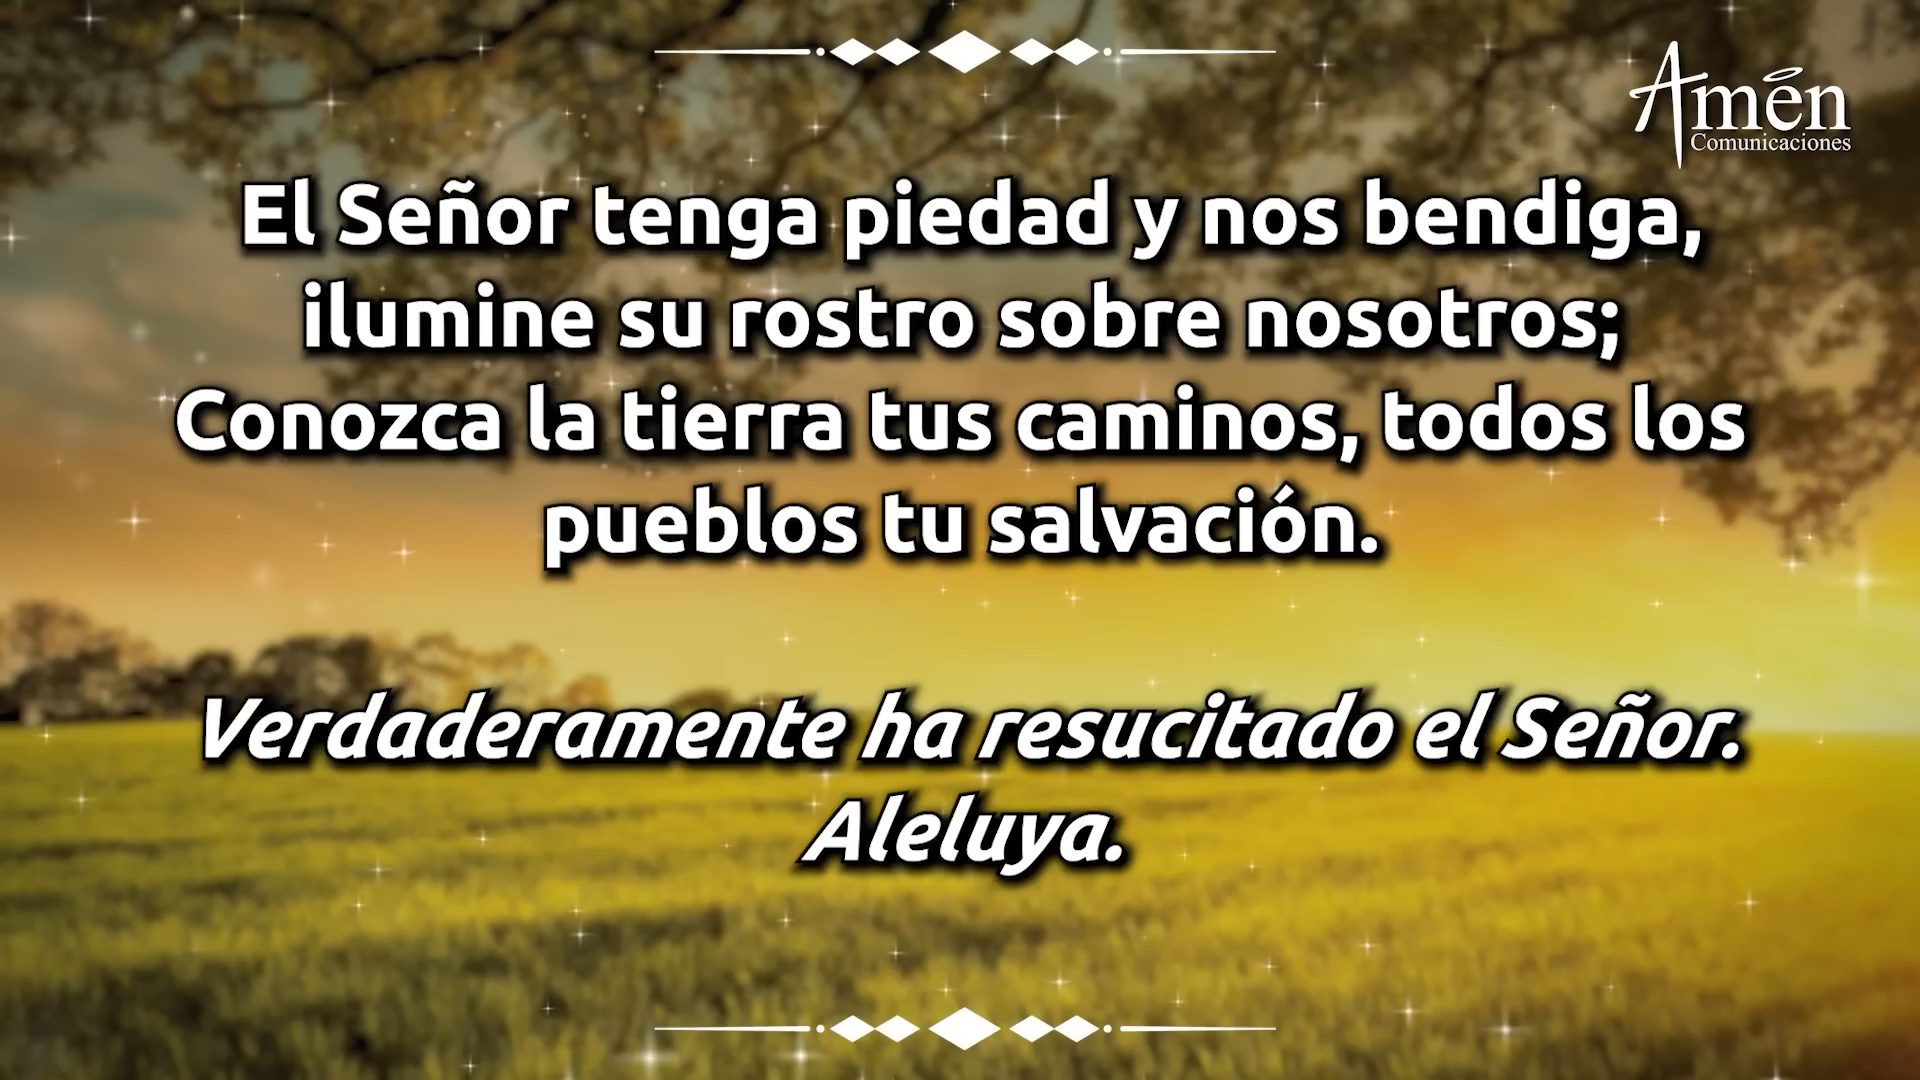 Amén
Comunicaciones
El Señor tenga piedad y nos bendiga,
ilumine su rostro sobre nosotros;
Conozca la tierra tus caminos, todos los
pueblos tu salvación.
Verdaderamente ha resucitado el Señor.
Aleluya.